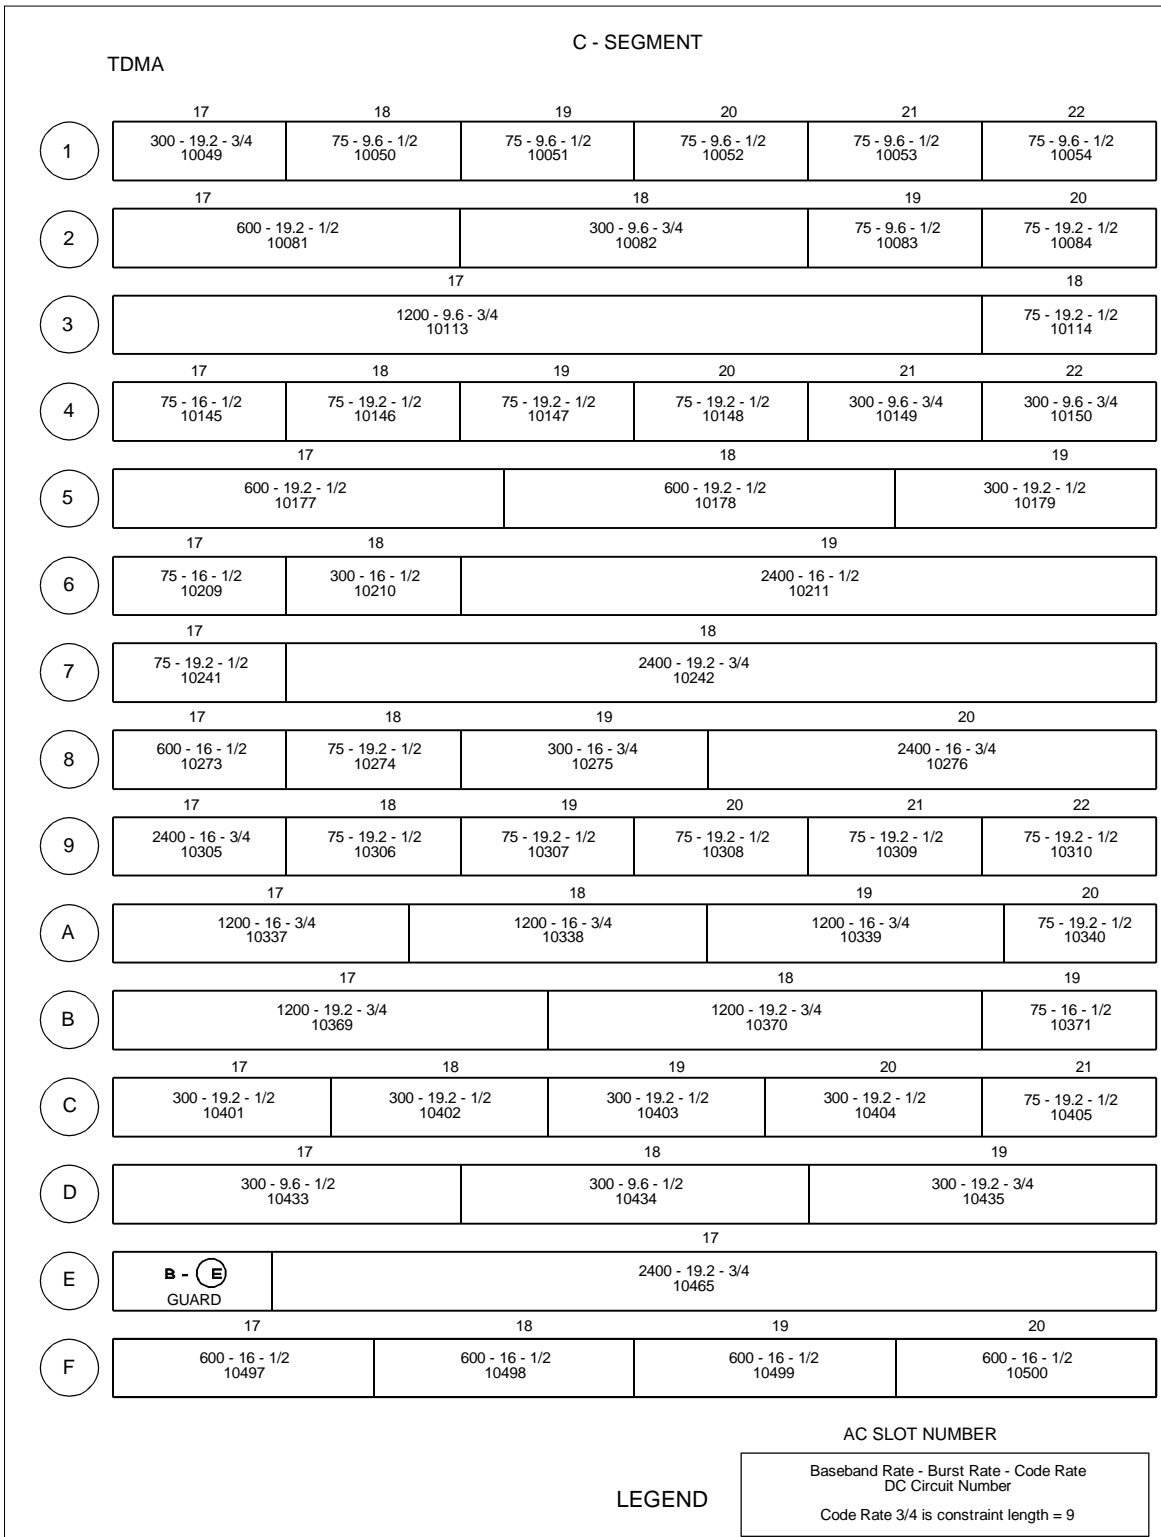 C - SEGMENT
TDMA
17 18 19 20 21 22
1
300 - 19.2 - 3/4 75 - 9.6 - 1/2 75 - 9.6 - 1/2 75 - 9.6 - 1/2 75 - 9.6 - 1/2 75 - 9.6 - 1/2
10049 10050 10051 10052 10053 10054
17 18 19 20
2
600 - 19.2 - 1/2 300 - 9.6 - 3/4 75 - 9.6 - 1/2 75 - 19.2 - 1/2
10081 10082 10083 10084
17 18
3
1200 - 9.6 - 3/4 75 - 19.2 - 1/2
10113 10114
17 18 19 20 21 22
4
75 - 16 - 1/2 75 - 19.2 - 1/2 75 - 19.2 - 1/2 75 - 19.2 - 1/2 300 - 9.6 - 3/4 300 - 9.6 - 3/4
10145 10146 10147 10148 10149 10150
17 18 19
5
600 - 19.2 - 1/2 600 - 19.2 - 1/2 300 - 19.2 - 1/2
10177 10178 10179
17 18 19
6
75 - 16 - 1/2 300 - 16 - 1/2 2400 - 16 - 1/2
10209 10210 10211
17 18
7
75 - 19.2 - 1/2 2400 - 19.2 - 3/4
10241 10242
17 18 19 20
8
600 - 16 - 1/2 75 - 19.2 - 1/2 300 - 16 - 3/4 2400 - 16 - 3/4
10273 10274 10275 10276
17 18 19 20 21 22
9
2400 - 16 - 3/4 75 - 19.2 - 1/2 75 - 19.2 - 1/2 75 - 19.2 - 1/2 75 - 19.2 - 1/2 75 - 19.2 - 1/2
10305 10306 10307 10308 10309 10310
17 18 19 20
A
1200 - 16 - 3/4 1200 - 16 - 3/4 1200 - 16 - 3/4 75 - 19.2 - 1/2
10337 10338 10339 10340
17 18 19
B
1200 - 19.2 - 3/4 1200 - 19.2 - 3/4 75 - 16 - 1/2
10369 10370 10371
17 18 19 20 21
C
300 - 19.2 - 1/2 300 - 19.2 - 1/2 300 - 19.2 - 1/2 300 - 19.2 - 1/2 75 - 19.2 - 1/2
10401 10402 10403 10404 10405
17 18 19
D
300 - 9.6 - 1/2 300 - 9.6 - 1/2 300 - 19.2 - 3/4
10433 10434 10435
17
E
B - E 2400 - 19.2 - 3/4
GUARD 10465
17 18 19 20
F
600 - 16 - 1/2 600 - 16 - 1/2 600 - 16 - 1/2 600 - 16 - 1/2
10497 10498 10499 10500
AC SLOT NUMBER
LEGEND
Baseband Rate - Burst Rate - Code Rate
DC Circuit Number
Code Rate 3/4 is constraint length = 9